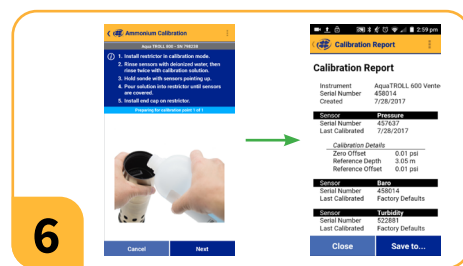 Ammonium Calibration
Aqua TROLL 600 - SN 798238
1. Install restrictor in calibration mode.
2. Rinse sensors with deionized water, then
rinse twice with calibration solution.
3. Hold sonde with sensors pointing up.
4. Pour solution into restrictor until sensors
are covered.
5. Install end cap on restrictor.
Preparing for calibration point 1 of 1
Cancel Next
2:59 pm
Calibration Report
Calibration Report
Instrument AquaTROLL 600 Vente
Serial Number 458014
Created 7/28/2017
Sensor Pressure
Serial Number 457637
Last Calibrated 7/28/2017
Calibration Details
Zero Offset 0.01 psi
Reference Depth 3.05 m
Reference Offset 0.01 psi
Sensor Baro
Serial Number 458014
Last Calibrated Factory Defaults
Sensor Turbidity
Serial Number 522881
Last Calibrated Factory Defaults
Close Save to...
6